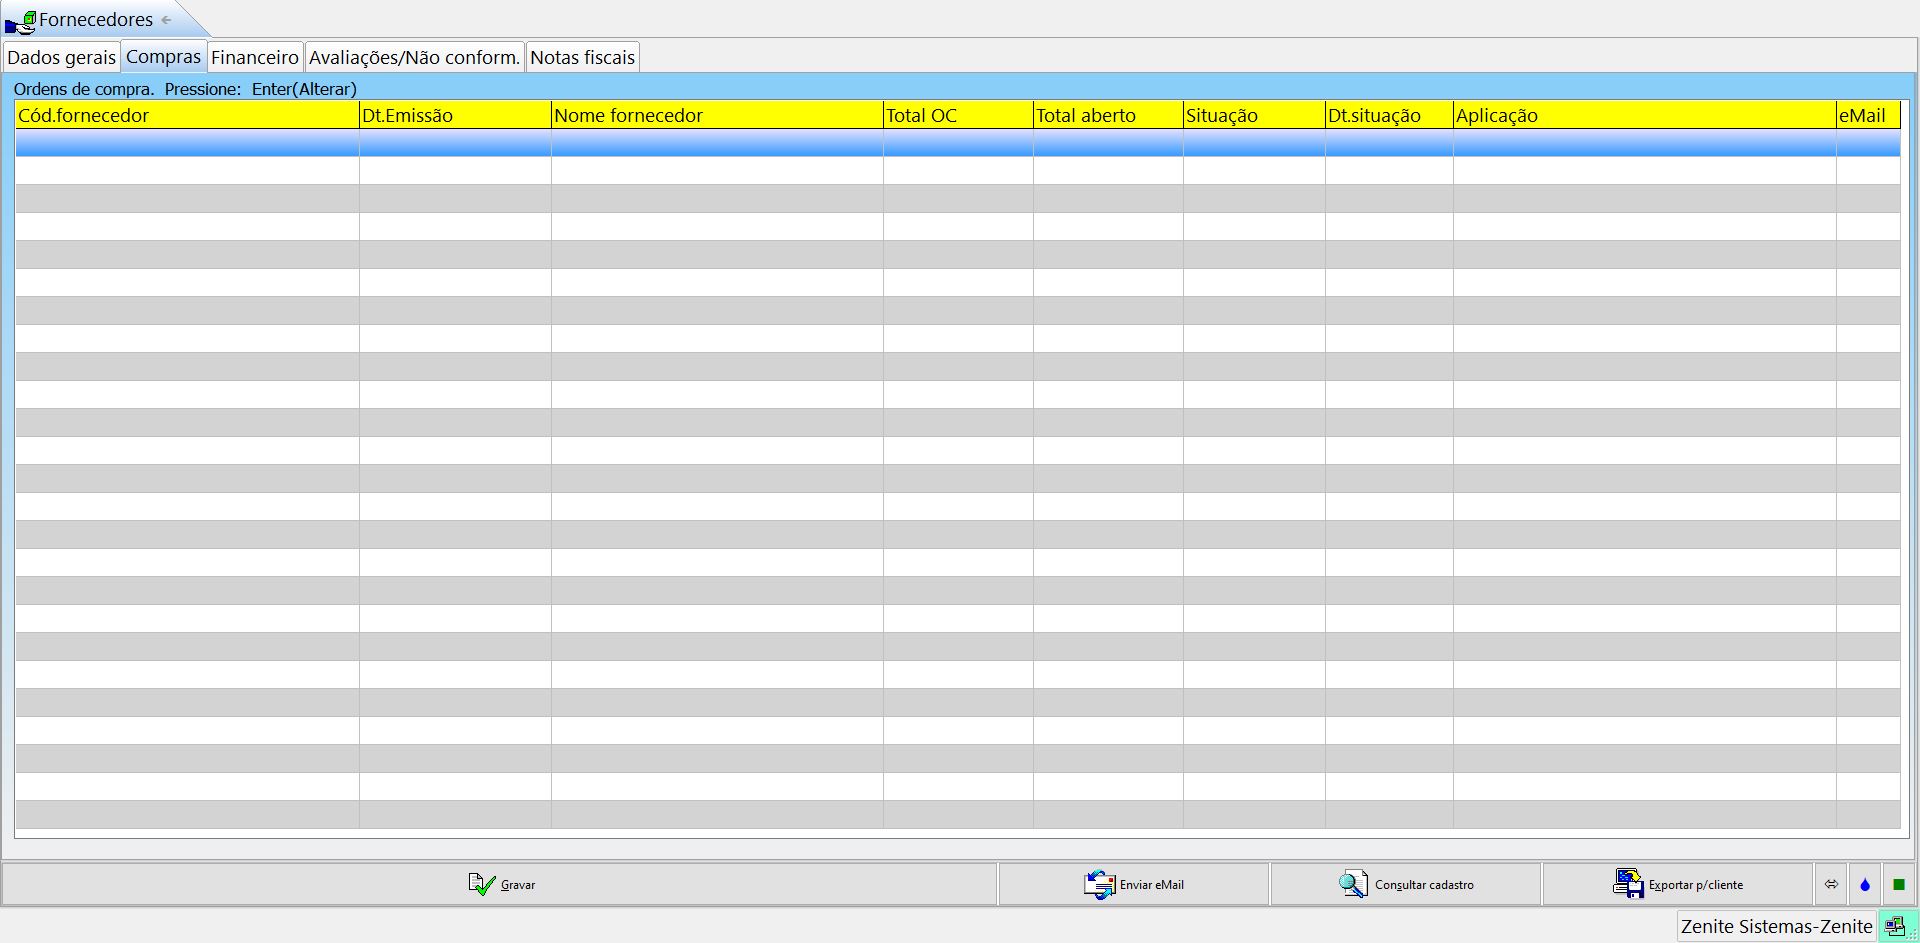 Fornecedores
Dados gerais Compras Financeiro Avaliações/Não conform. Notas fiscais
Ordens de compra. Pressione: Enter(Alterar)
Cód.fornecedor Dt.Emissão Nome fornecedor Total OC Total aberto Situação Dt.situação Aplicação eMail
Gravar Enviar eMail Consultar cadastro Exportar p/cliente
Zenite Sistemas-Zenite